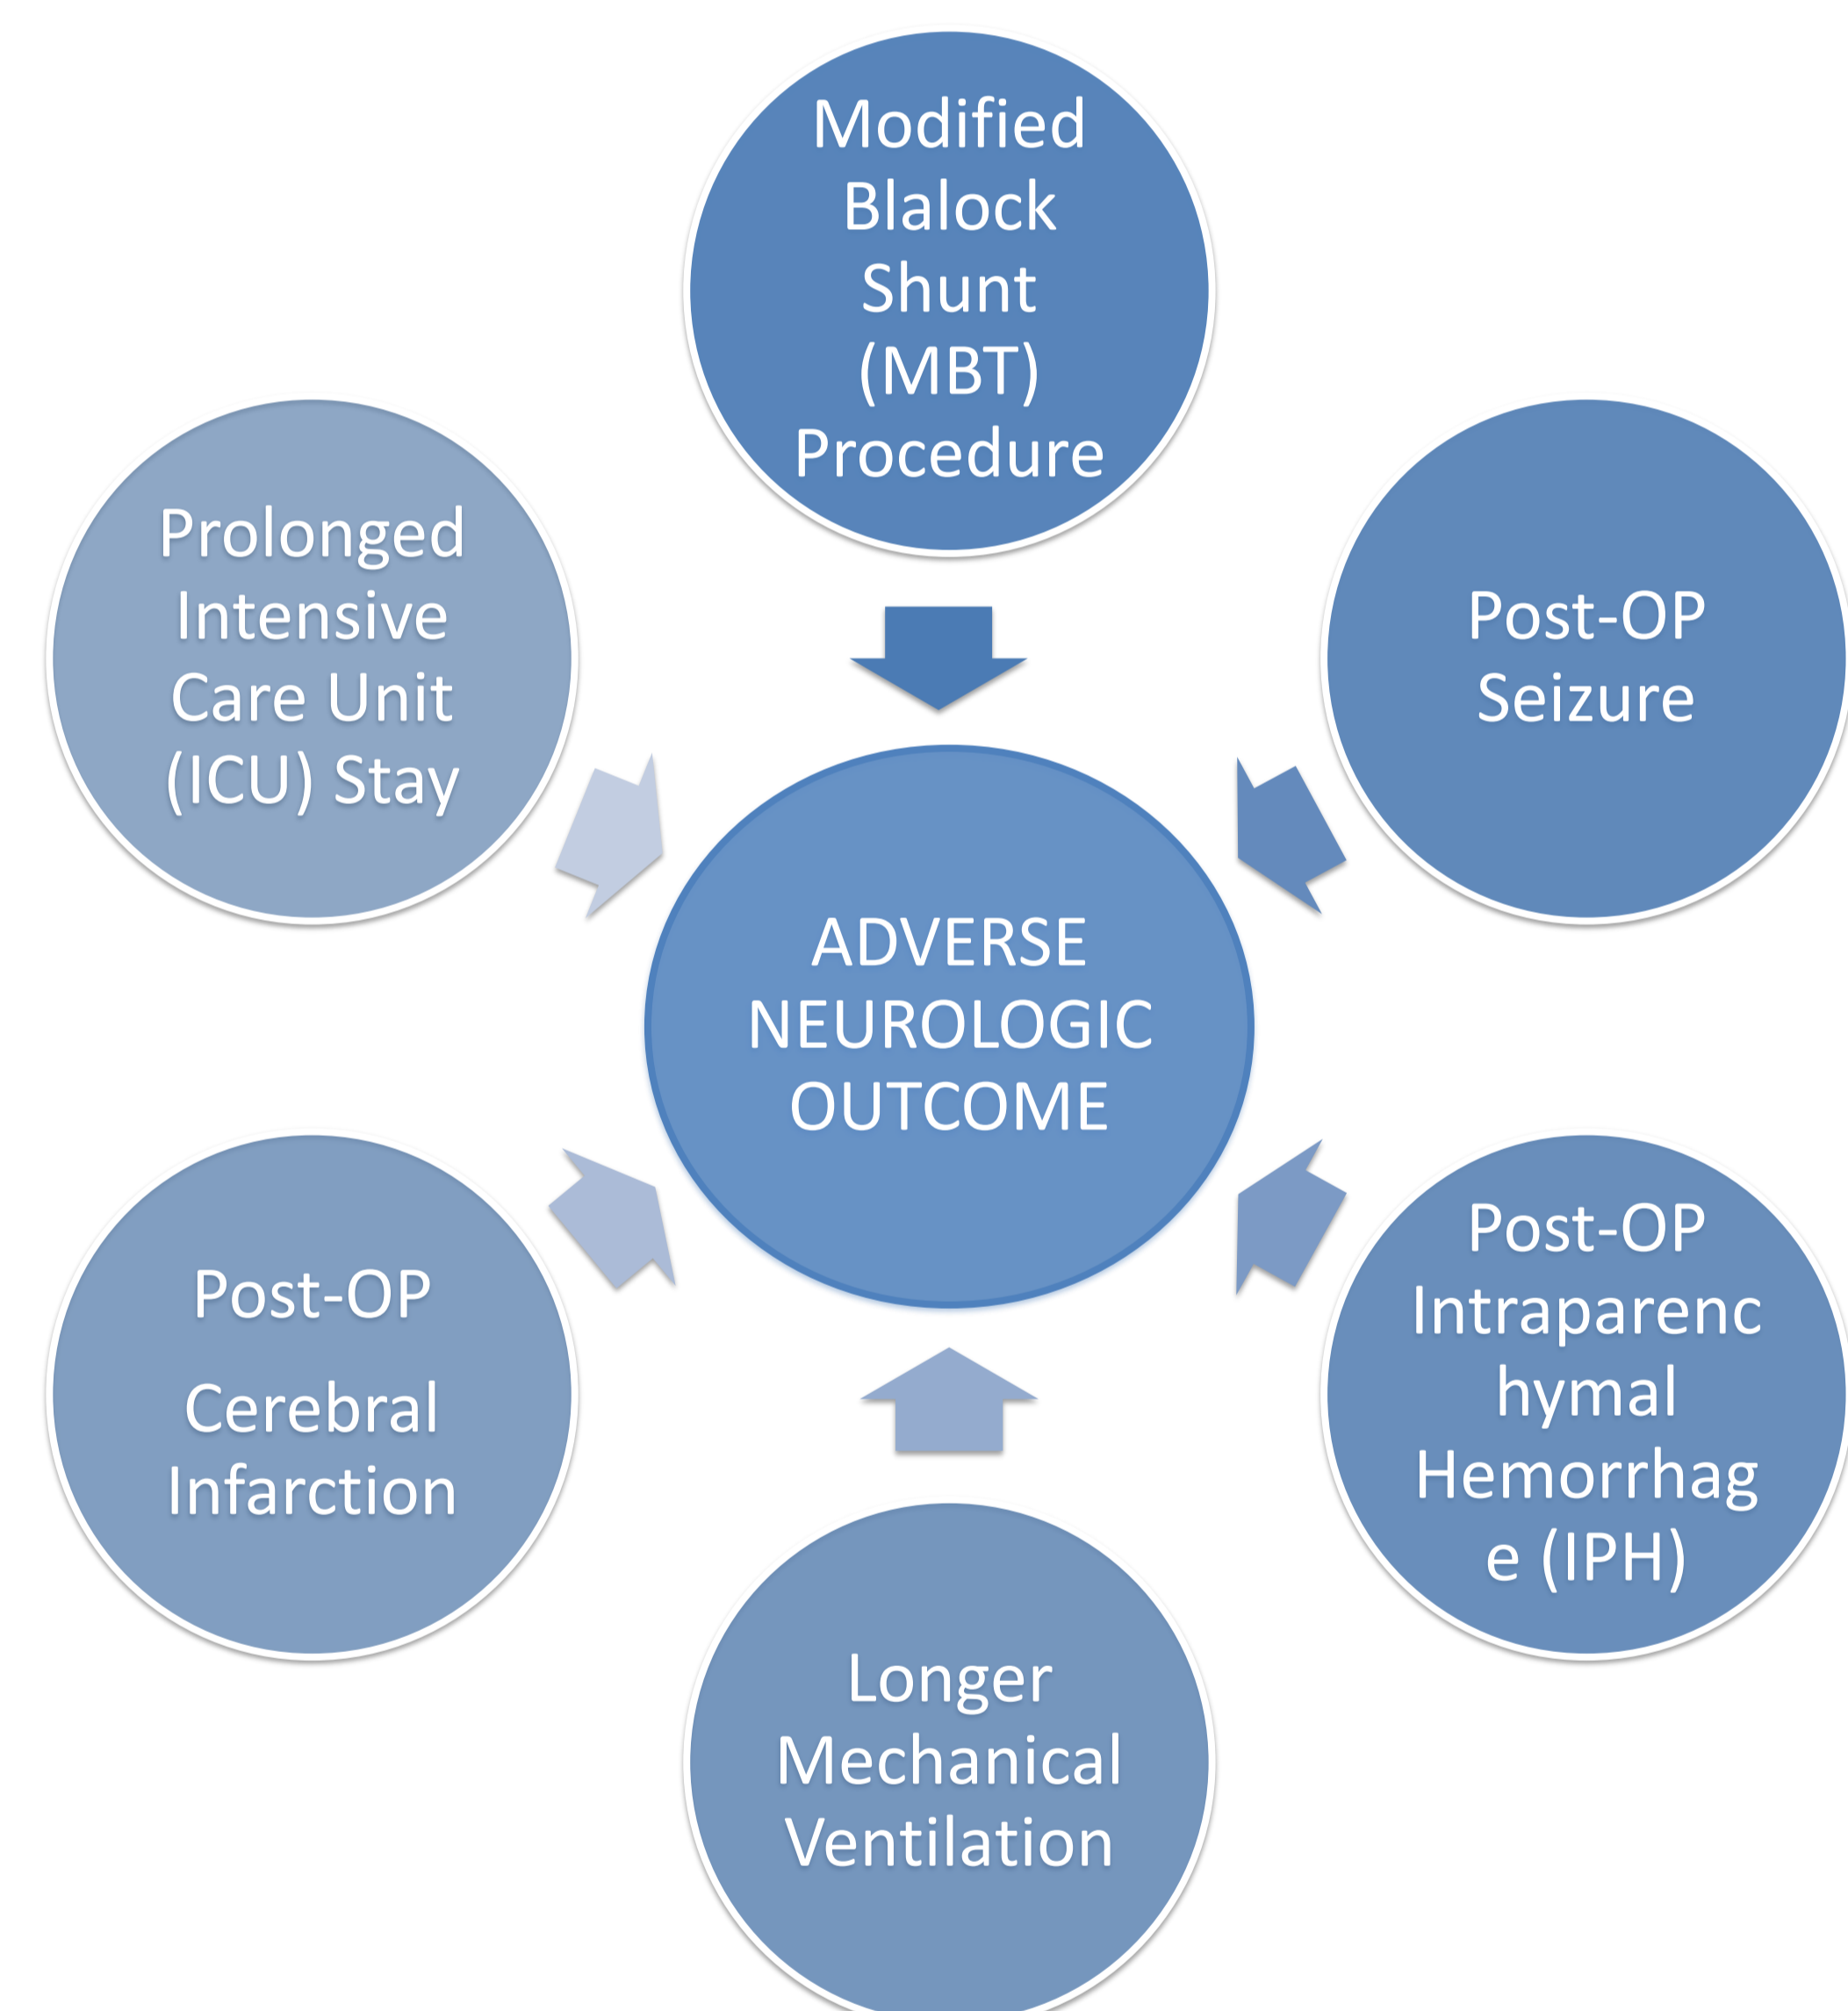 Modified
Blalock
Shunt
(MBT)
Procedure
Post-OP
Seizure
Post-OP
Intraparenc
hymal
Hemorrhag
e (IPH)
Longer
Mechanical
Ventilation
Post-OP
Cerebral
Infarction
Prolonged
Intensive
Care Unit
(ICU) Stay
ADVERSE
NEUROLOGIC
OUTCOME